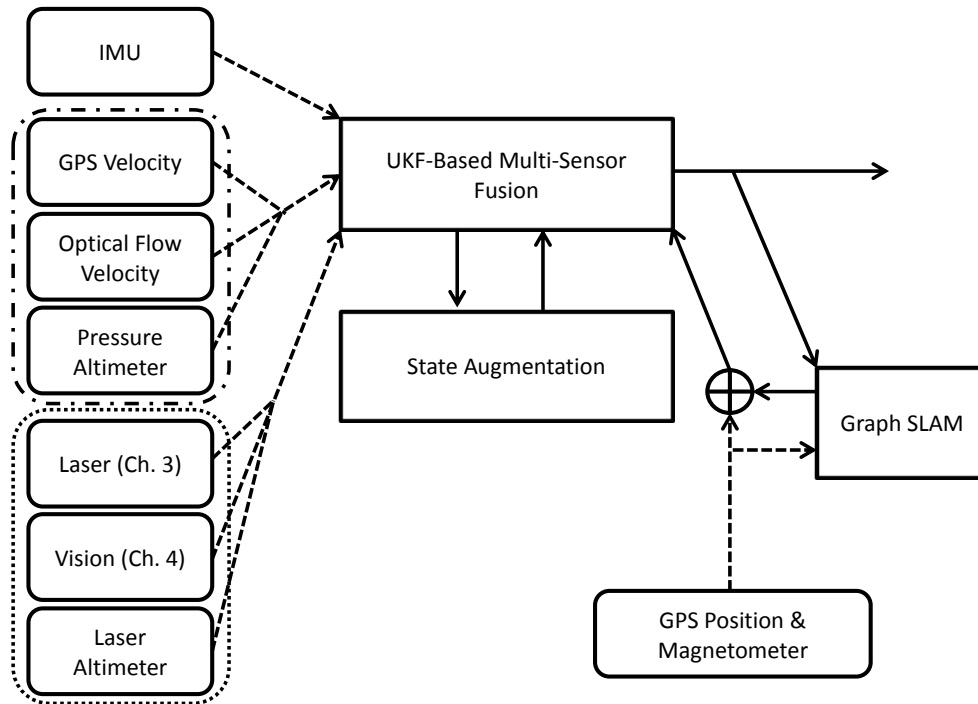 IMU
GPS Velocity
Optical Flow
Velocity
Pressure
Altimeter
Laser (Ch. 3)
Vision (Ch. 4)
Laser
Altimeter
UKF-Based Multi-Sensor
Fusion
State Augmentation
Graph SLAM
GPS Position &
Magnetometer